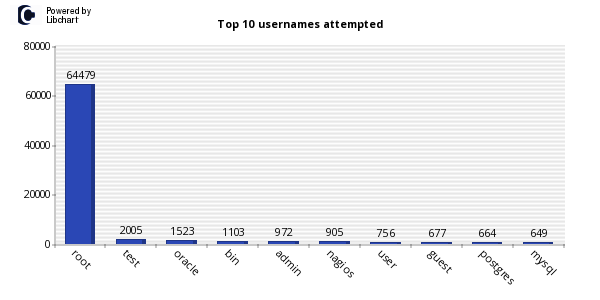 Powered by
Libchart
Top 10 usernames attempted
80000
60000
40000
20000
0
64479
2005
1523
1103
972
905
756
677
664
649
root
test
oracle
bin
admin
nagios
user
guest
postgres
mysql